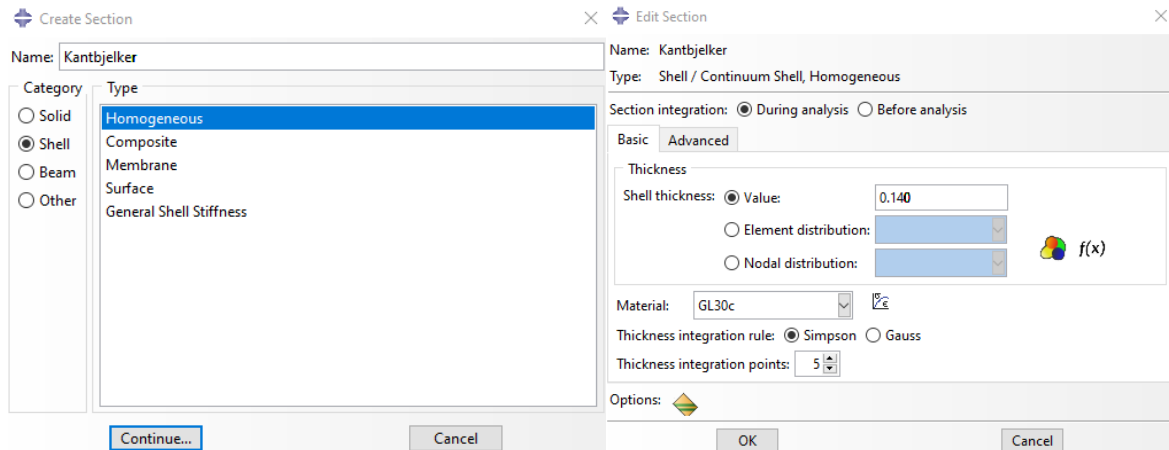 Create Section
Name: Kantbjelker
Category
Solid
Shell
Beam
Other
Type
Homogeneous
Composite
Membrane
Surface
General Shell Stiffness
Continue...
Cancel
Edit Section
Name: Kantbjelker
Type: Shell / Continuum Shell, Homogeneous
Section integration: During analysis Before analysis
Basic Advanced
Thickness
Shell thickness: Value: 0.140
Element distribution:
Nodal distribution:
f(x)
Material: GL30c
Thickness integration rule: Simpson Gauss
Thickness integration points: 5
Options:
OK
Cancel